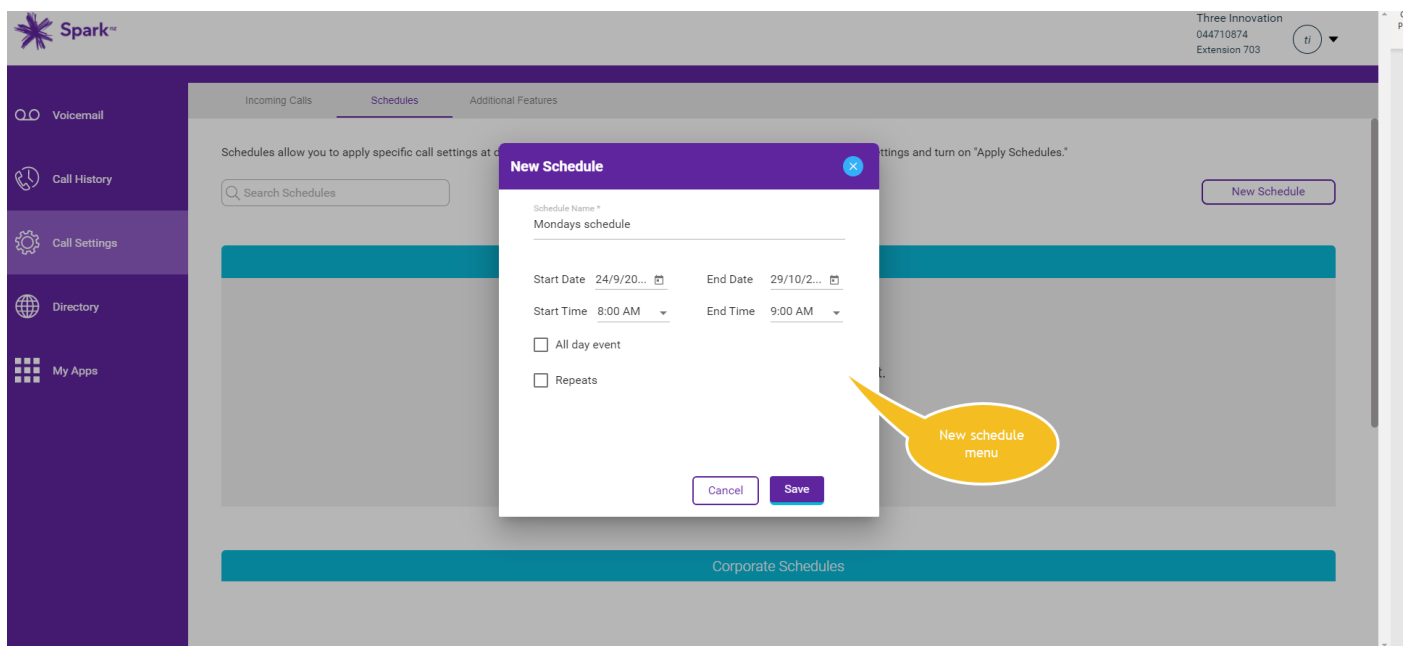 Spark nz
Three Innovation
044710874
Extension 703
ti
Voicemail
Call History
Call Settings
Directory
My Apps
Incoming Calls
Schedules
Additional Features
Schedules allow you to apply specific call settings at
ttings and turn on "Apply Schedules."
Search Schedules
New Schedule
New Schedule
Schedule Name *
Mondays schedule
Start Date 24/9/20... End Date 29/10/2...
Start Time 8:00 AM End Time 9:00 AM
All day event
Repeats
t.
New schedule
menu
Cancel
Save
Corporate Schedules